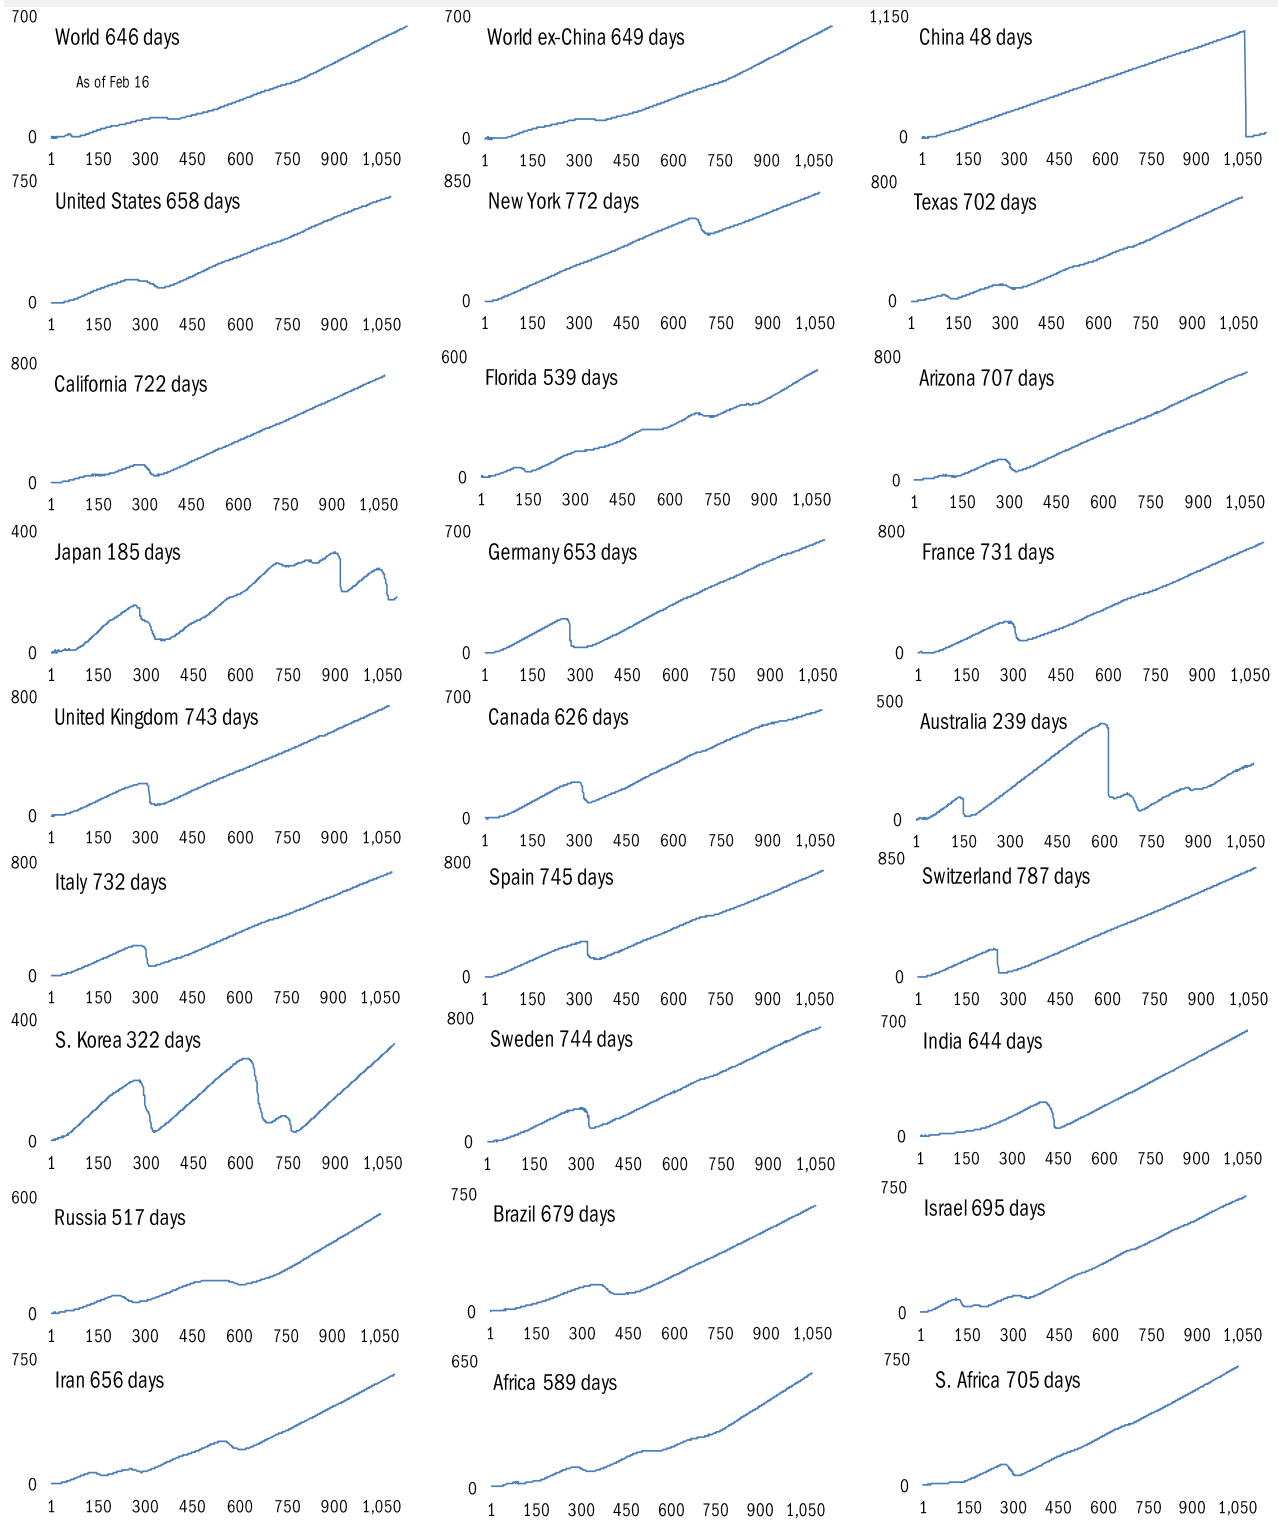 700 700 1,150
World 646 days World ex-China 649 days China 48 days
As of Feb 16
0 0 0
1 150 300 450 600 750 900 1,050 1 150 300 450 600 750 900 1,050 1 150 300 450 600 750 900 1,050
750 850 800
United States 658 days New York 772 days Texas 702 days
0 0 0
1 150 300 450 600 750 900 1,050 1 150 300 450 600 750 900 1,050 1 150 300 450 600 750 900 1,050
800 600 800
California 722 days Florida 539 days Arizona 707 days
0 0 0
1 150 300 450 600 750 900 1,050 1 150 300 450 600 750 900 1,050 1 150 300 450 600 750 900 1,050
400 700 800
Japan 185 days Germany 653 days France 731 days
0 0 0
1 150 300 450 600 750 900 1,050 1 150 300 450 600 750 900 1,050 1 150 300 450 600 750 900 1,050
800 700 500
United Kingdom 743 days Canada 626 days Australia 239 days
0 0 0
1 150 300 450 600 750 900 1,050 1 150 300 450 600 750 900 1,050 1 150 300 450 600 750 900 1,050
800 800 850
Italy 732 days Spain 745 days Switzerland 787 days
0 0 0
1 150 300 450 600 750 900 1,050 1 150 300 450 600 750 900 1,050 1 150 300 450 600 750 900 1,050
400 800 700
S. Korea 322 days Sweden 744 days India 644 days
0 0 0
1 150 300 450 600 750 900 1,050 1 150 300 450 600 750 900 1,050 1 150 300 450 600 750 900 1,050
600 750 750
Russia 517 days Brazil 679 days Israel 695 days
0 0 0
1 150 300 450 600 750 900 1,050 1 150 300 450 600 750 900 1,050 1 150 300 450 600 750 900 1,050
750 650 750
Iran 656 days Africa 589 days S. Africa 705 days
0 0 0
1 150 300 450 600 750 900 1,050 1 150 300 450 600 750 900 1,050 1 150 300 450 600 750 900 1,050